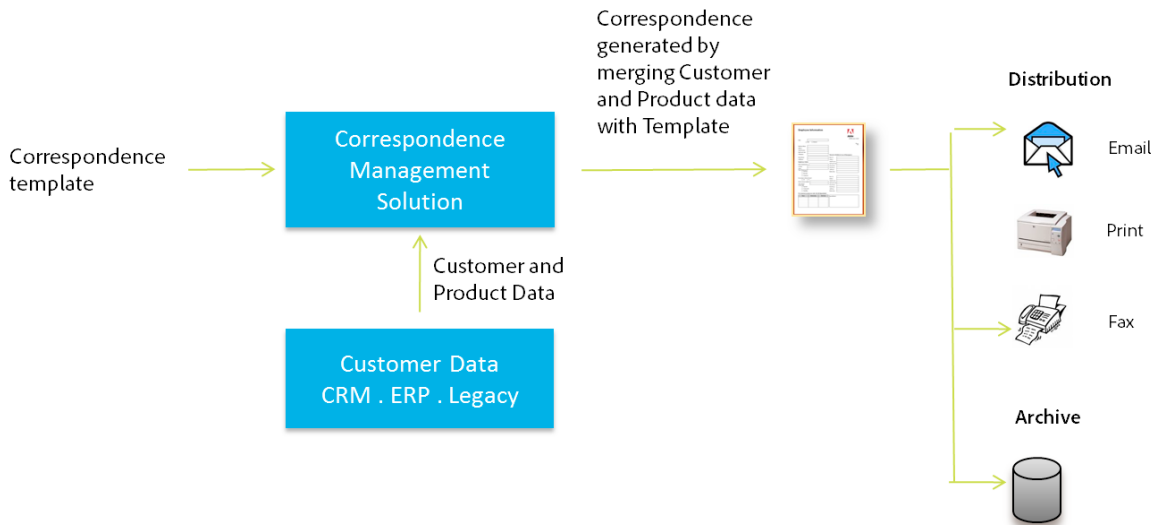 Correspondence
template
Correspondence
Management
Solution
Customer and
Product Data
Customer Data
CRM . ERP . Legacy
Correspondence
generated by
merging Customer
and Product data
with Template
Distribution
Email
Print
Fax
Archive